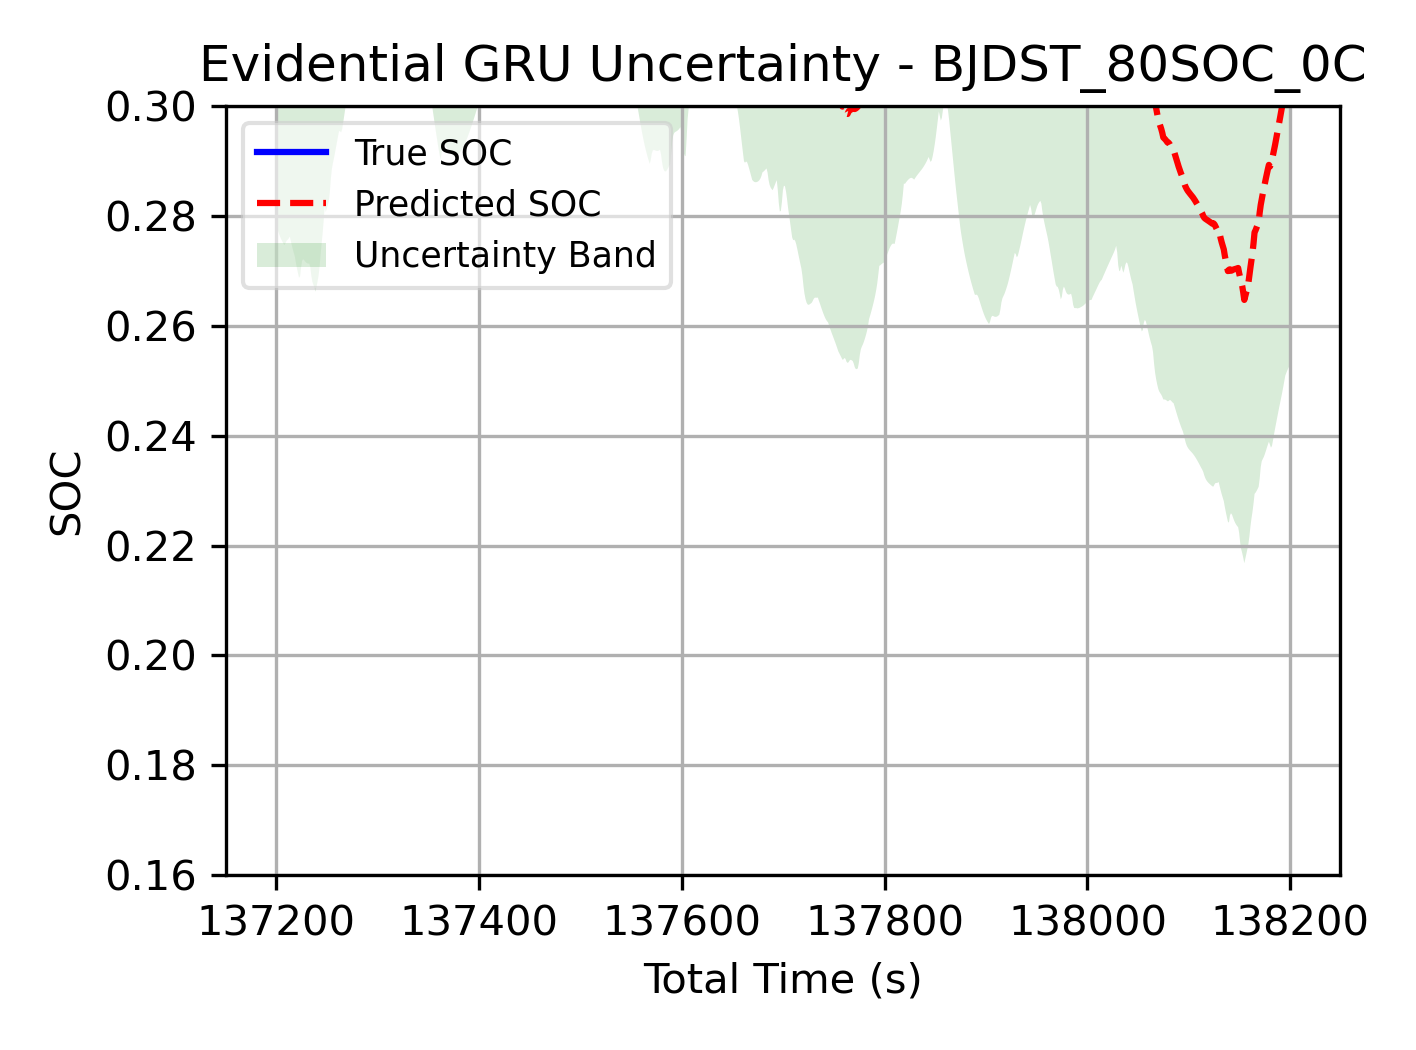 Evidential GRU Uncertainty - BJDST_80SOC_0C
True SOC
Predicted SOC
Uncertainty Band
0.30
0.28
0.26
0.24
0.22
0.20
0.18
0.16
SOC
137200 137400 137600 137800 138000 138200
Total Time (s)